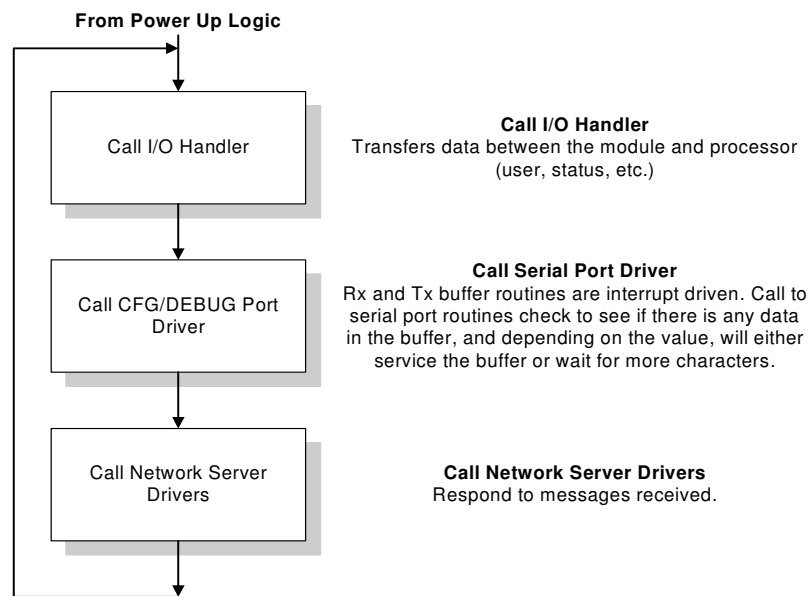 From Power Up Logic
Call I/O Handler
Call I/O Handler
Transfers data between the module and processor
(user, status, etc.)
Call CFG/DEBUG Port
Driver
Call Serial Port Driver
Rx and Tx buffer routines are interrupt driven. Call to
serial port routines check to see if there is any data
in the buffer, and depending on the value, will either
service the buffer or wait for more characters.
Call Network Server
Drivers
Call Network Server Drivers
Respond to messages received.